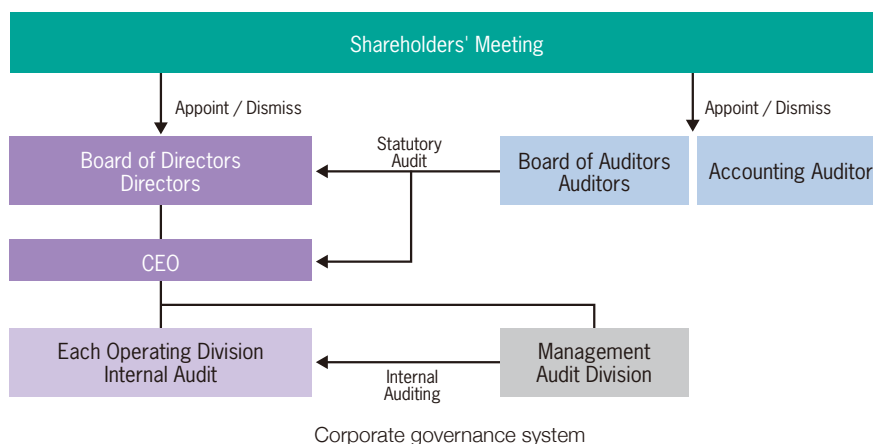 Shareholders' Meeting
Appoint / Dismiss
Appoint / Dismiss
Board of Directors
Directors
Statutory
Audit
Board of Auditors
Auditors
Accounting Auditor
CEO
Each Operating Division
Internal Audit
Internal
Auditing
Management
Audit Division
Corporate governance system